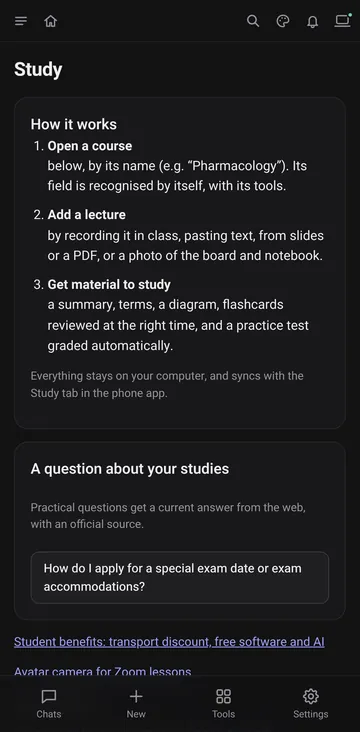 Study
How it works
1. Open a course
below, by its name (e.g. “Pharmacology”). Its
field is recognised by itself, with its tools.
2. Add a lecture
by recording it in class, pasting text, from slides
or a PDF, or a photo of the board and notebook.
3. Get material to study
a summary, terms, a diagram, flashcards
reviewed at the right time, and a practice test
graded automatically.
Everything stays on your computer, and syncs with the
Study tab in the phone app.
A question about your studies
Practical questions get a current answer from the web,
with an official source.
How do I apply for a special exam date or exam
accommodations?
Student benefits: transport discount, free software and AI
Avatar camera for Zoom lessons
Chats
New
Tools
Settings